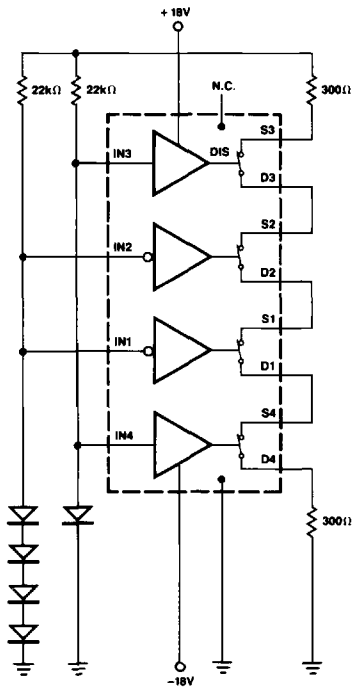 +18V
22kΩ
22kΩ
N.C.
300Ω
S3
IN3
DIS
D3
S2
IN2
D2
S1
IN1
D1
S4
IN4
D4
300Ω
−18V